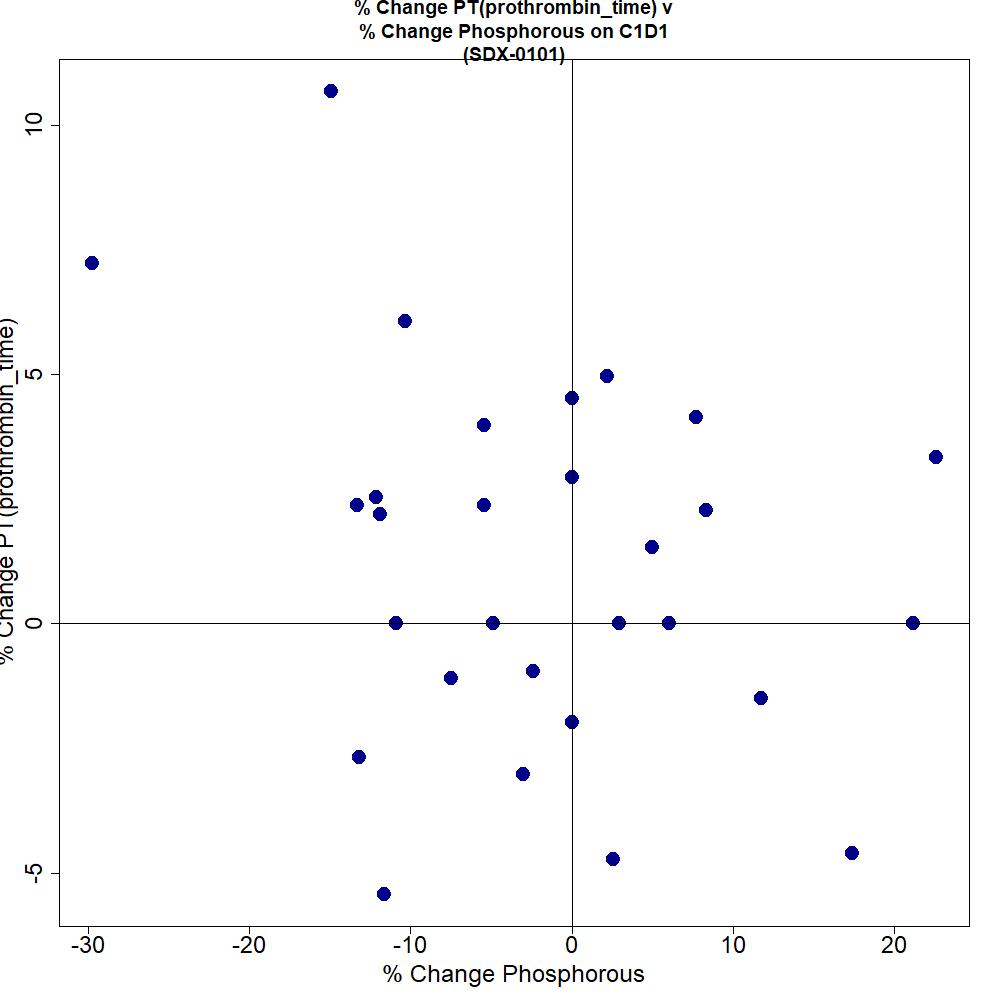 % Change PT(prothrombin_time) v
% Change Phosphorous on C1D1
(SDX-0101)
% Change PT(prothrombin_time)
10
5
0
-5
-30
-20
-10
0
10
20
% Change Phosphorous